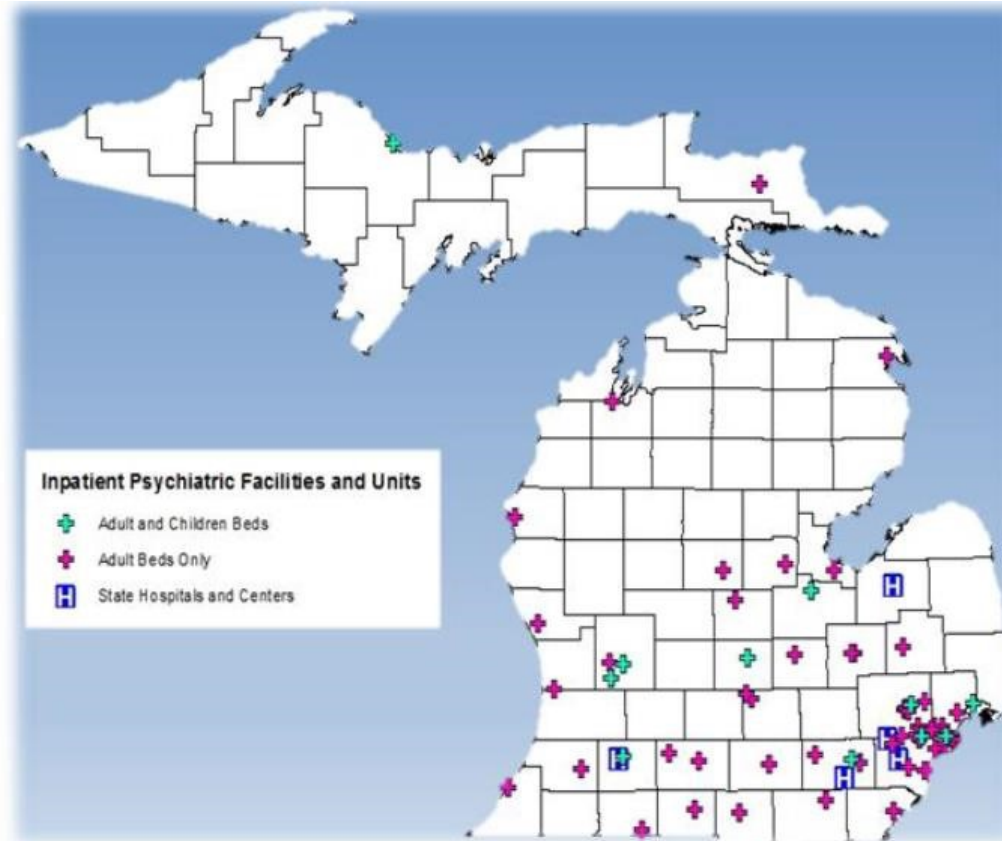 Inpatient Psychiatric Facilities and Units
Adult and Children Beds
Adult Beds Only
H State Hospitals and Centers
H
H
H
H
H